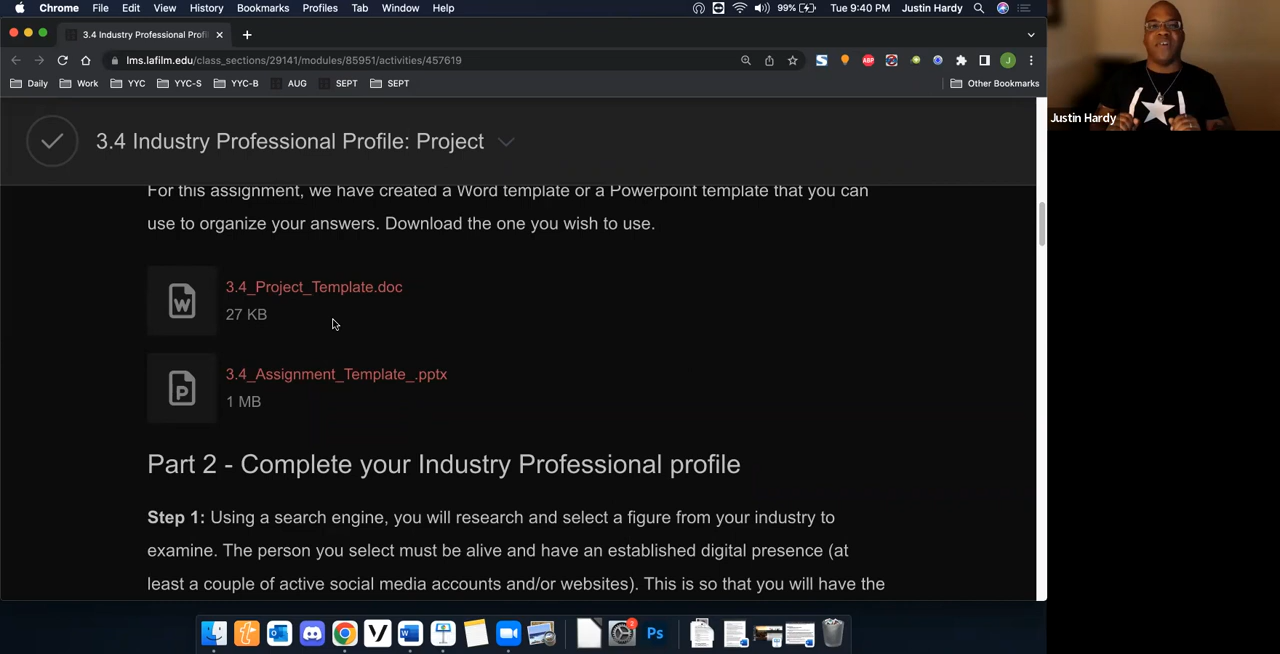 Chrome File Edit View History Bookmarks Profiles Tab Window Help 99% Tue 9:40 PM Justin Hardy
3.4 Industry Professional Profi
lms.lafilm.edu/class_sections/29141/modules/85951/activities/457619
ABP
J
Daily Work YYC YYC-S YYC-B AUG SEPT SEPT Other Bookmarks
Justin Hardy
3.4 Industry Professional Profile: Project
For this assignment, we have created a Word template or a Powerpoint template that you can
use to organize your answers. Download the one you wish to use.
W
3.4_Project_Template.doc
27 KB
P
3.4_Assignment_Template_.pptx
1 MB
Part 2 - Complete your Industry Professional profile
Step 1: Using a search engine, you will research and select a figure from your industry to
examine. The person you select must be alive and have an established digital presence (at
least a couple of active social media accounts and/or websites). This is so that you will have the
2
Ps